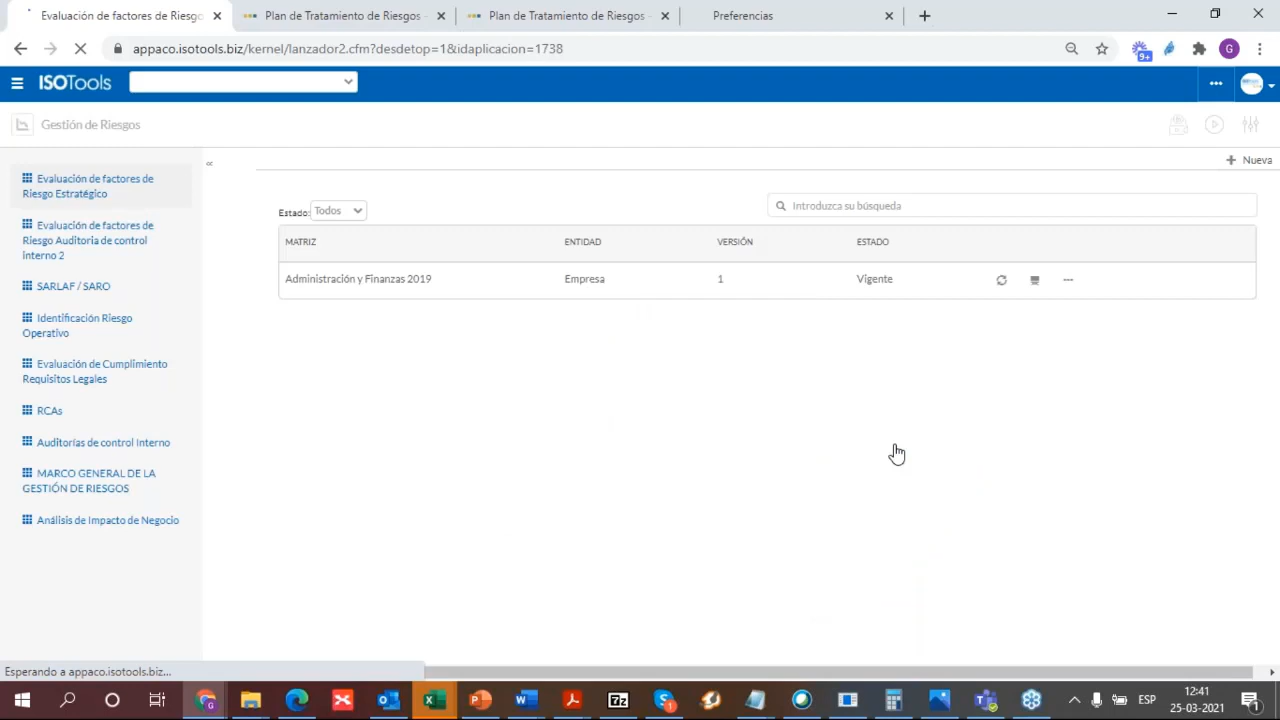 Evaluación de factores de Riesgo
Plan de Tratamiento de Riesgos -
Plan de Tratamiento de Riesgos -
Preferencias
appaco.isotools.biz/kernel/lanzador2.cfm?desdetop=1&idaplicacion=1738
9+
G
ISOTools
Gestión de Riesgos
Nueva
Evaluación de factores de
Riesgo Estratégico
Evaluación de factores de
Riesgo Auditoria de control
interno 2
SARLAF / SARO
Identificación Riesgo
Operativo
Evaluación de Cumplimiento
Requisitos Legales
RCAs
Auditorías de control Interno
MARCO GENERAL DE LA
GESTIÓN DE RIESGOS
Análisis de Impacto de Negocio
Estado: Todos
Introduzca su búsqueda
MATRIZ ENTIDAD VERSIÓN ESTADO
Administración y Finanzas 2019 Empresa 1 Vigente
Esperando a appaco.isotools.biz...
ESP
12:41
25-03-2021